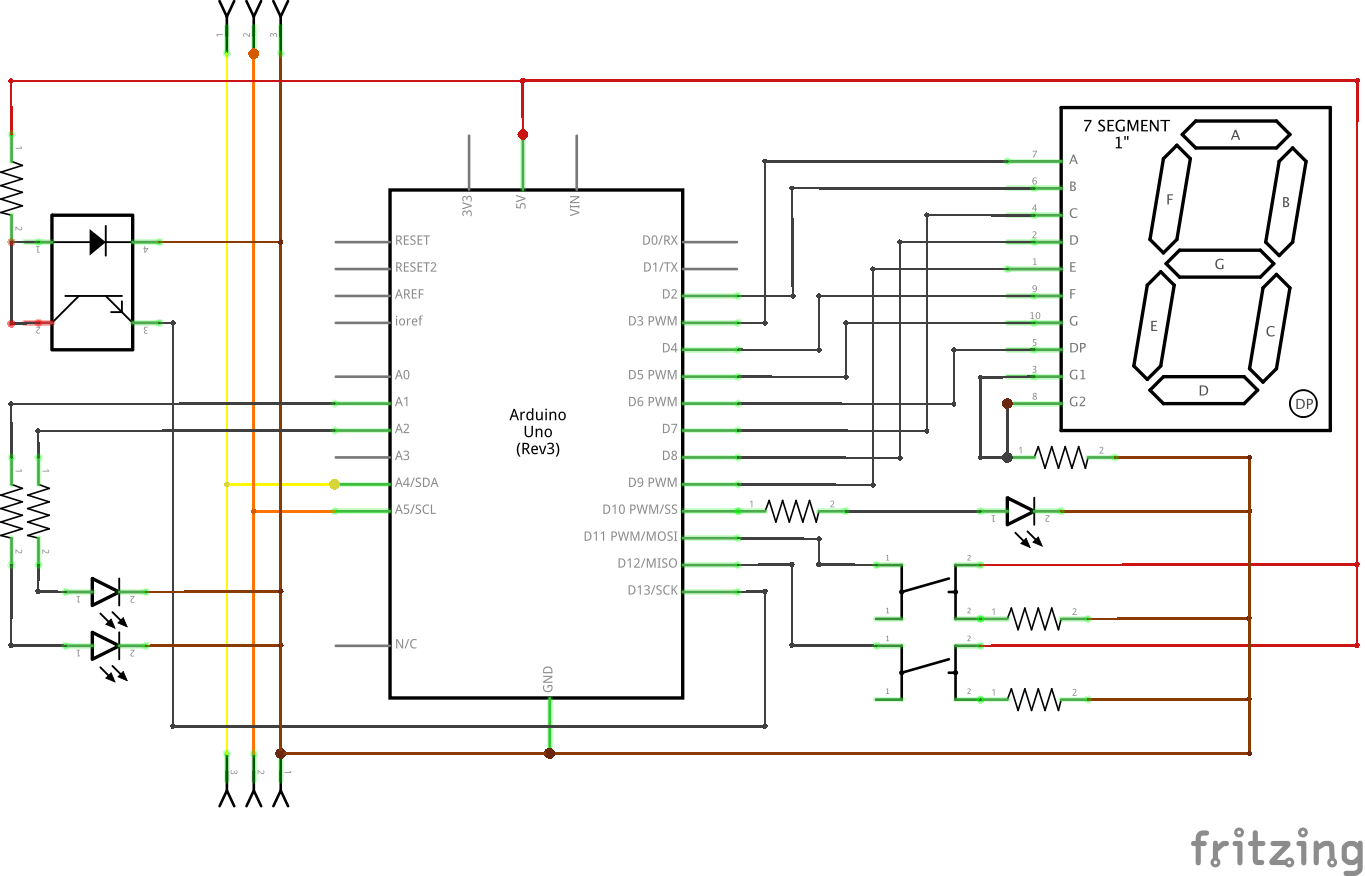 1
2
3
7 SEGMENT
1"
A
F
B
G
E
C
D
DP
7 A
6 B
4 C
2 D
1 E
9 F
10 G
5 DP
3 G1
8 G2
3V3
5V
VIN
RESET
RESET2
AREF
ioref
A0
A1
A2
A3
A4/SDA
A5/SCL
N/C
Arduino
Uno
(Rev3)
D0/RX
D1/TX
D2
D3 PWM
D4
D5 PWM
D6 PWM
D7
D8
D9 PWM
D10 PWM/SS
D11 PWM/MOSI
D12/MISO
D13/SCK
GND
1
2
1
4
2
3
1
1
2
2
1 2
1 2
1 2
1 2
1 2
1 2
1 2
1 2
1 2
1 2
1 2
3
2
1
fritzing